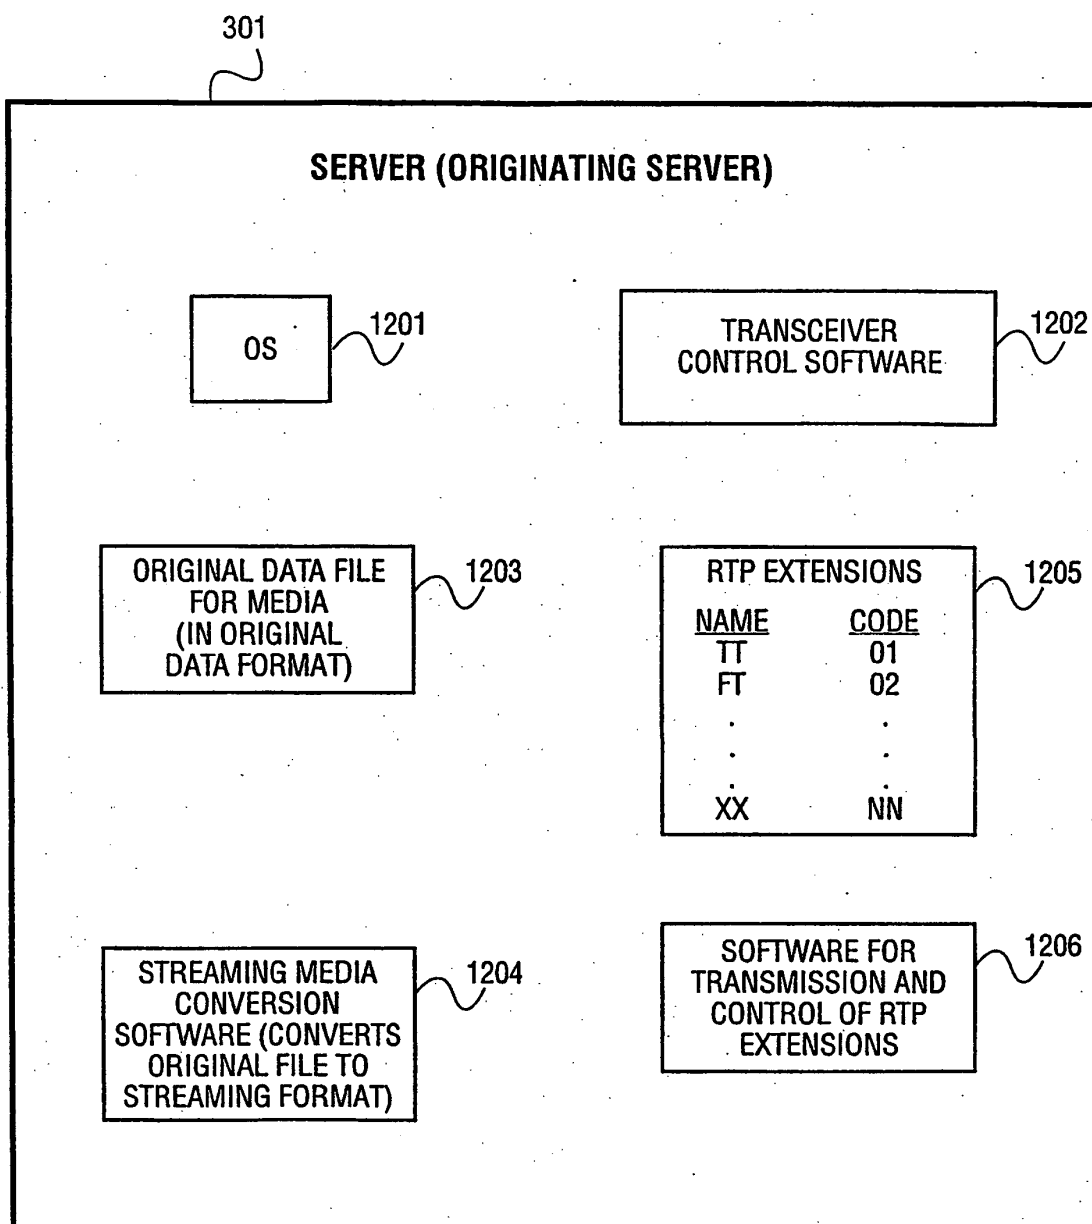 301
SERVER (ORIGINATING SERVER)
OS
1201
TRANSCEIVER
CONTROL SOFTWARE
1202
ORIGINAL DATA FILE
FOR MEDIA
(IN ORIGINAL
DATA FORMAT)
1203
RTP EXTENSIONS
NAME CODE
TT 01
FT 02
. .
. .
. .
XX NN
1205
STREAMING MEDIA
CONVERSION
SOFTWARE (CONVERTS
ORIGINAL FILE TO
STREAMING FORMAT)
1204
SOFTWARE FOR
TRANSMISSION AND
CONTROL OF RTP
EXTENSIONS
1206